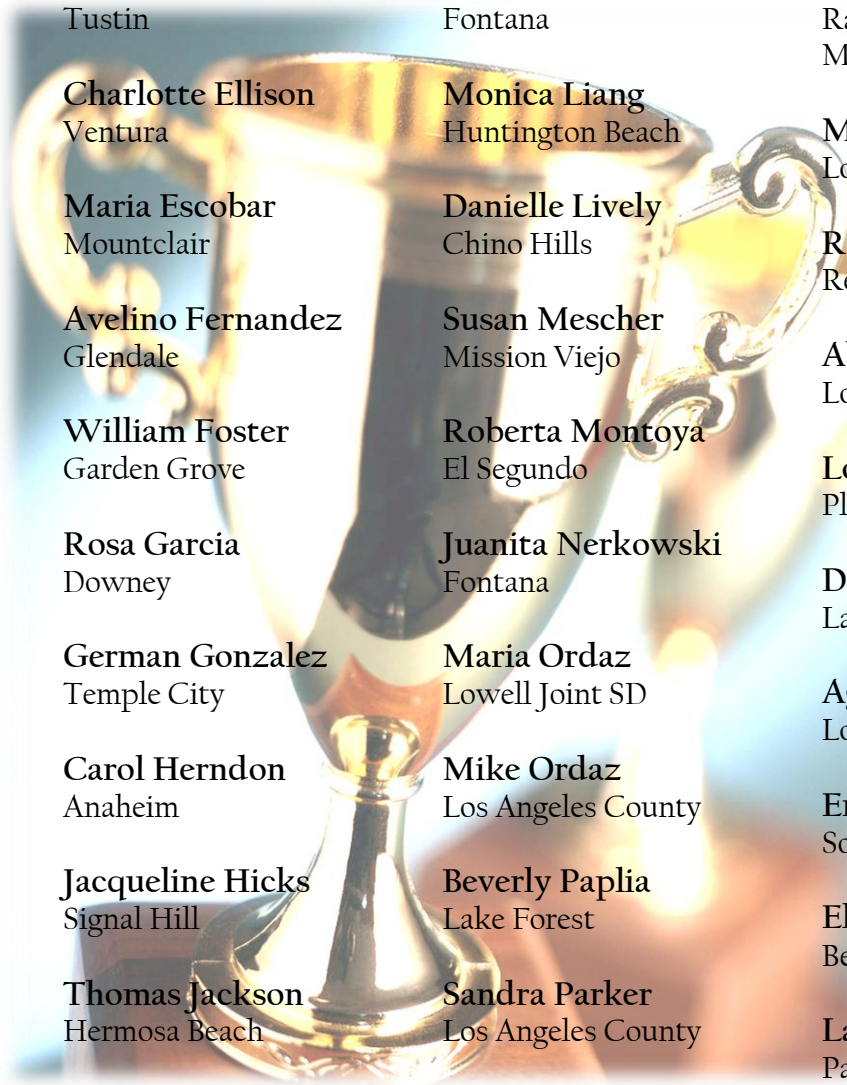 Tustin
Charlotte Ellison
Ventura
Maria Escobar
Mountclair
Avelino Fernandez
Glendale
William Foster
Garden Grove
Rosa Garcia
Downey
German Gonzalez
Temple City
Carol Herndon
Anaheim
Jacqueline Hicks
Signal Hill
Thomas Jackson
Hermosa Beach
Fontana
Monica Liang
Huntington Beach
Danielle Lively
Chino Hills
Susan Mescher
Mission Viejo
Roberta Montoya
El Segundo
Juanita Nerkowski
Fontana
Maria Ordaz
Lowell Joint SD
Mike Ordaz
Los Angeles County
Beverly Paplia
Lake Forest
Sandra Parker
Los Angeles County